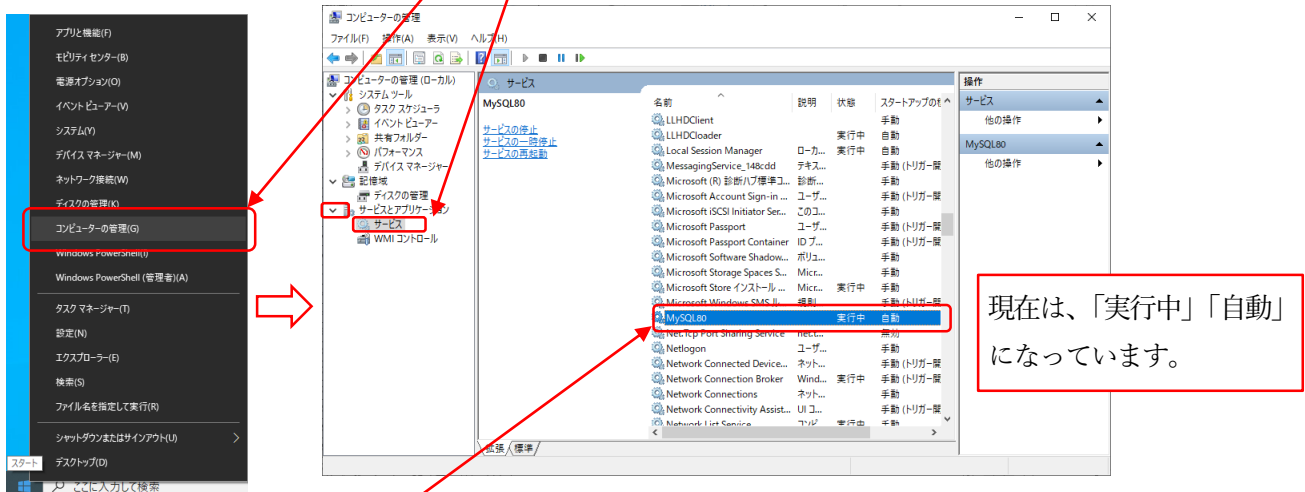 アプリと機能(F)
モビリティ センター(B)
電源オプション(O)
イベント ビューアー(V)
システム(Y)
デバイス マネージャー(M)
ネットワーク接続(W)
ディスクの管理(K)
コンピューターの管理(G)
Windows PowerShell(I)
Windows PowerShell (管理者)(A)
タスク マネージャー(T)
設定(N)
エクスプローラー(E)
検索(S)
ファイル名を指定して実行(R)
シャットダウンまたはサインアウト(U)
デスクトップ(D)
スタート
ここに入力して検索
コンピューターの管理
ファイル(F) 操作(A) 表示(V) ヘルプ(H)
コンピューターの管理 (ローカル)
システム ツール
タスク スケジューラ
イベント ビューアー
共有フォルダー
パフォーマンス
デバイス マネージャー
記憶域
ディスクの管理
サービスとアプリケーション
サービス
WMI コントロール
サービス
MySQL80
サービスの停止
サービスの一時停止
サービスの再起動
名前 説明 状態 スタートアップの
LLHDClient 手動
LLHDCloader 実行中 自動
Local Session Manager ローカ... 実行中 自動
MessagingService_148cdd テキス... 手動 (トリガー開
Microsoft (R) 診断ハブ標準コ... 診断... 手動
Microsoft Account Sign-in ... ユーザ... 手動 (トリガー開
Microsoft iSCSI Initiator Ser... このコ... 手動
Microsoft Passport ユーザ... 手動 (トリガー開
Microsoft Passport Container ID プ... 手動 (トリガー開
Microsoft Software Shadow... ボリュ... 手動
Microsoft Storage Spaces S... Micr... 手動
Microsoft Store インストール ... Micr... 実行中 手動
Microsoft Windows SMS ル... 規則... 手動 (トリガー開
MySQL80 実行中 自動
Net.Tcp Port Sharing Service net.t... 無効
Netlogon ユーザ... 手動
Network Connected Device... ネット... 手動 (トリガー開
Network Connection Broker Wind... 実行中 手動 (トリガー開
Network Connections ネット... 手動
Network Connectivity Assist... UI コ... 手動 (トリガー開
Network List Service コンピ... 実行中 手動
拡張 標準
操作
サービス
他の操作
MySQL80
他の操作
現在は、「実行中」「自動」
になっています。